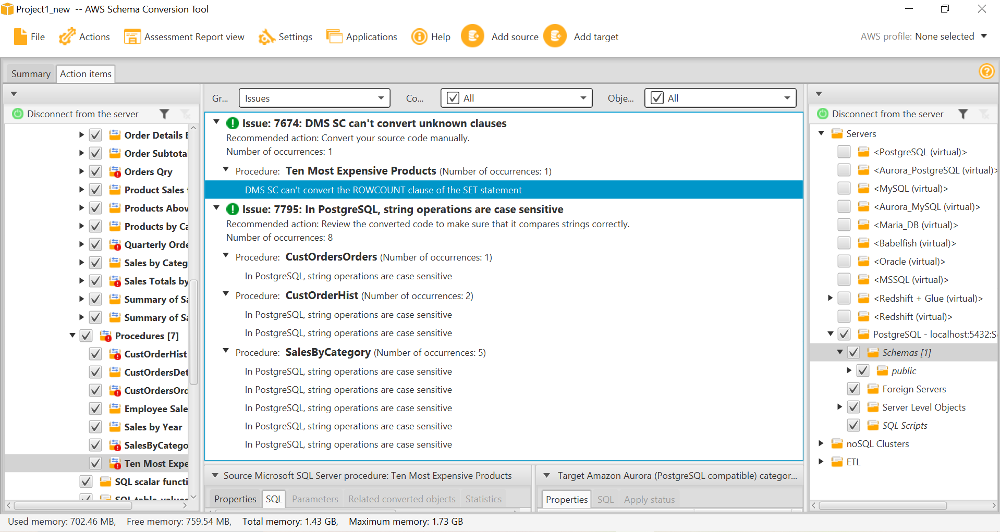 Project1_new -- AWS Schema Conversion Tool
File Actions Assessment Report view Settings Applications Help Add source Add target AWS profile: None selected
Summary Action items
Disconnect from the server
Order Details E
Order Subtotal
Orders Qry
Product Sales f
Products Abov
Products by Ca
Quarterly Orde
Sales by Categ
Sales Totals by
Summary of Sa
Summary of Sa
Procedures [7]
CustOrderHist
CustOrdersDet
CustOrdersOrd
Employee Sale
Sales by Year
SalesByCatego
Ten Most Expe
SQL scalar functi
SQL table-value
Gr... Issues Co... All Obje... All
Issue: 7674: DMS SC can't convert unknown clauses
Recommended action: Convert your source code manually.
Number of occurrences: 1
Procedure: Ten Most Expensive Products (Number of occurrences: 1)
DMS SC can't convert the ROWCOUNT clause of the SET statement
Issue: 7795: In PostgreSQL, string operations are case sensitive
Recommended action: Review the converted code to make sure that it compares strings correctly.
Number of occurrences: 8
Procedure: CustOrdersOrders (Number of occurrences: 1)
In PostgreSQL, string operations are case sensitive
Procedure: CustOrderHist (Number of occurrences: 2)
In PostgreSQL, string operations are case sensitive
In PostgreSQL, string operations are case sensitive
Procedure: SalesByCategory (Number of occurrences: 5)
In PostgreSQL, string operations are case sensitive
In PostgreSQL, string operations are case sensitive
In PostgreSQL, string operations are case sensitive
In PostgreSQL, string operations are case sensitive
In PostgreSQL, string operations are case sensitive
Source Microsoft SQL Server procedure: Ten Most Expensive Products
Properties SQL Parameters Related converted objects Statistics
Target Amazon Aurora (PostgreSQL compatible) categor...
Properties SQL Apply status
Disconnect from the server
Servers
<PostgreSQL (virtual)>
<Aurora_PostgreSQL (virtual)>
<MySQL (virtual)>
<Aurora_MySQL (virtual)>
<Maria_DB (virtual)>
<Babelfish (virtual)>
<Oracle (virtual)>
<MSSQL (virtual)>
<Redshift + Glue (virtual)>
<Redshift (virtual)>
PostgreSQL - localhost:5432:S
Schemas [1]
public
Foreign Servers
Server Level Objects
SQL Scripts
noSQL Clusters
ETL
Used memory: 702.46 MB, Free memory: 759.54 MB, Total memory: 1.43 GB, Maximum memory: 1.73 GB